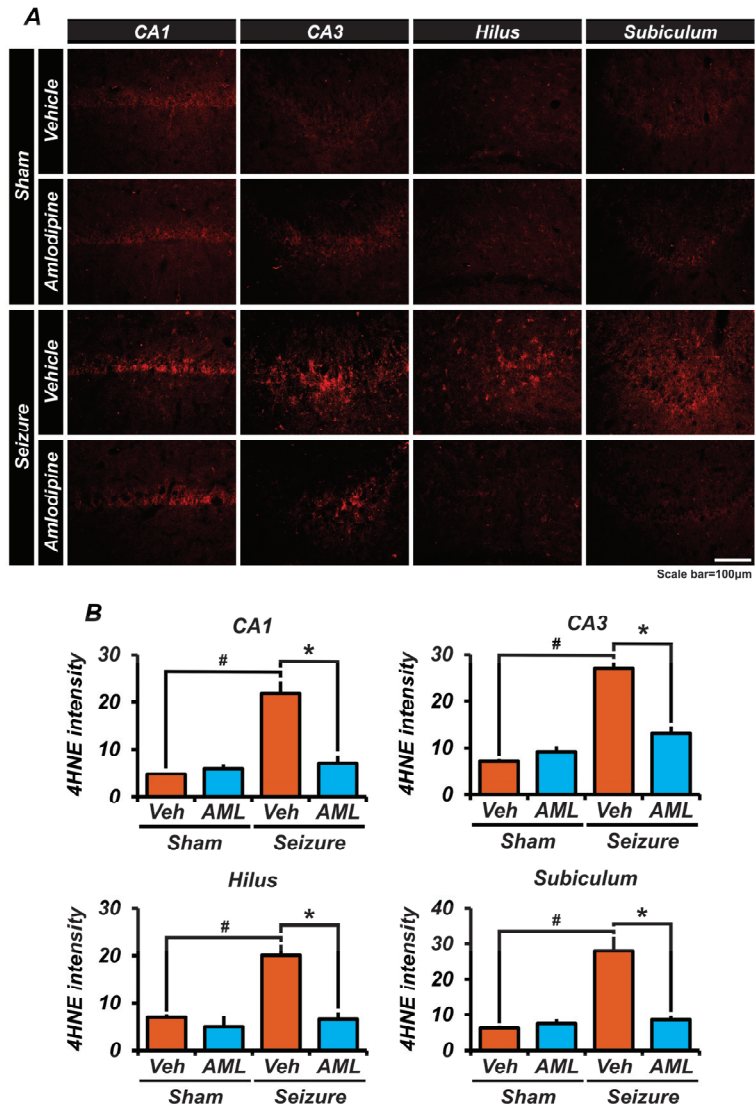 A
CA1 CA3 Hilus Subiculum
Sham
Vehicle
Amlodipine
Seizure
Vehicle
Amlodipine
Scale bar=100μm
B
CA1
4HNE intensity
30
20
10
0
#
*
Veh AML Veh AML
Sham Seizure
CA3
4HNE intensity
30
20
10
0
#
*
Veh AML Veh AML
Sham Seizure
Hilus
4HNE intensity
30
20
10
0
#
*
Veh AML Veh AML
Sham Seizure
Subiculum
4HNE intensity
40
30
20
10
0
#
*
Veh AML Veh AML
Sham Seizure